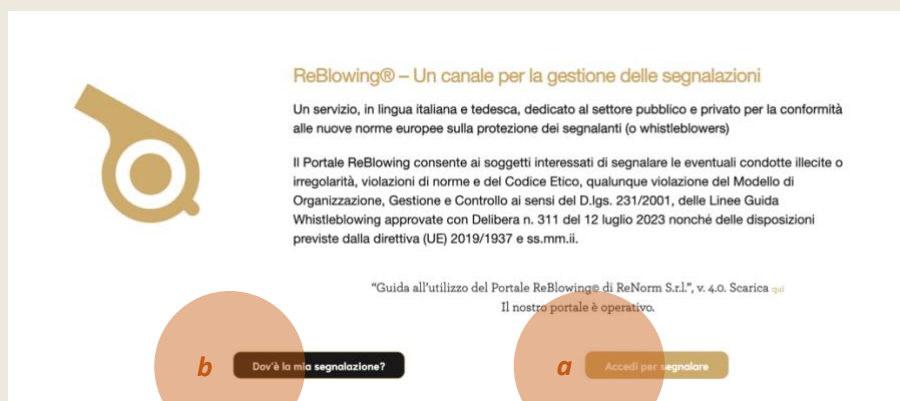 ReBlowing® – Un canale per la gestione delle segnalazioni
Un servizio, in lingua italiana e tedesca, dedicato al settore pubblico e privato per la conformità
alle nuove norme europee sulla protezione dei segnalanti (o whistleblowers)
Il Portale ReBlowing consente ai soggetti interessati di segnalare le eventuali condotte illecite o
irregolarità, violazioni di norme e del Codice Etico, qualunque violazione del Modello di
Organizzazione, Gestione e Controllo ai sensi del D.lgs. 231/2001, delle Linee Guida
Whistleblowing approvate con Delibera n. 311 del 12 luglio 2023 nonché delle disposizioni
previste dalla direttiva (UE) 2019/1937 e ss.mm.ii.
“Guida all’utilizzo del Portale ReBlowing© di ReNorm S.r.l.”, v. 4.0. Scarica qui
Il nostro portale è operativo.
b Dov'è la mia segnalazione? a Accedi per segnalare